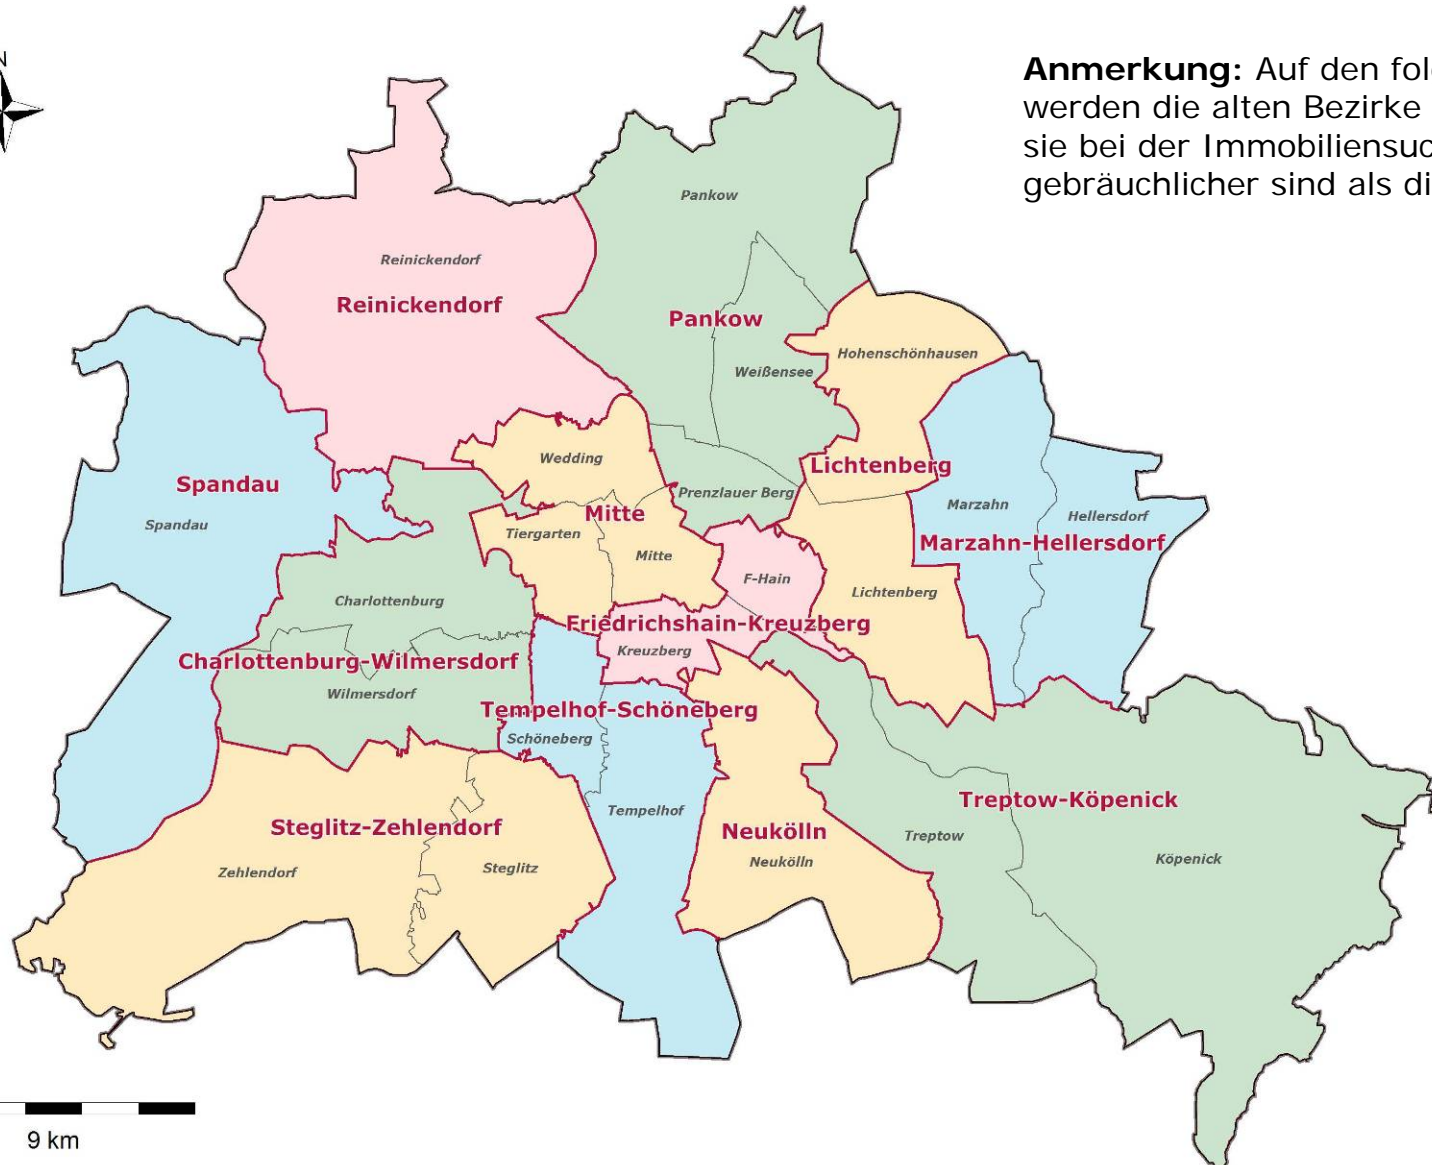 N
Anmerkung: Auf den
werden die alten Bezirke
sie bei der
gebräuchlicher sind als
Pankow
Reinickendorf
Reinickendorf
Pankow
Hohenschönhausen
Weißensee
Wedding
Lichtenberg
Spandau
Prenzlauer Berg
Marzahn
Mitte
Hellersdorf
Spandau
Tiergarten
Marzahn-Hellersdorf
Mitte
F-Hain
Lichtenberg
Charlottenburg
Friedrichshain-Kreuzberg
Kreuzberg
Charlottenburg-Wilmersdorf
Wilmersdorf
Tempelhof-Schöneberg
Schöneberg
Treptow-Köpenick
Tempelhof
Steglitz-Zehlendorf
Neukölln
Treptow
Köpenick
Neukölln
Steglitz
Zehlendorf
9 km